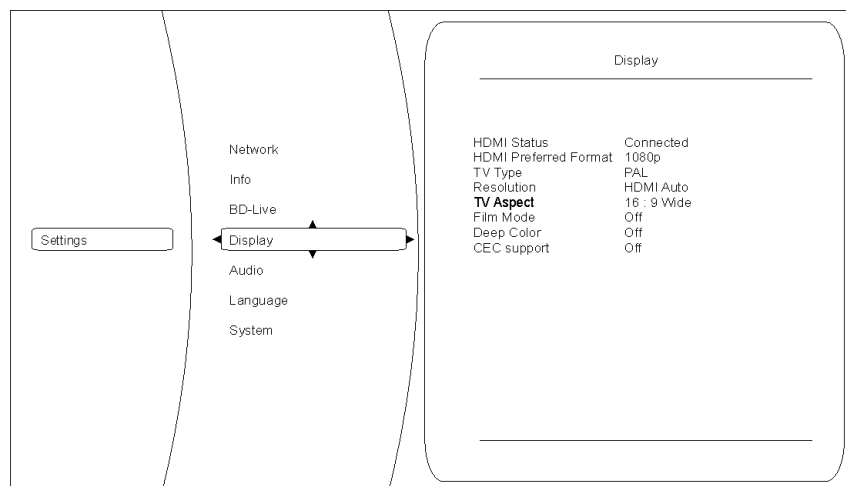 Settings
Network
Info
BD-Live
Display
Audio
Language
System
Display
HDMI Status Connected
HDMI Preferred Format 1080p
TV Type PAL
Resolution HDMI Auto
TV Aspect 16 : 9 Wide
Film Mode Off
Deep Color Off
CEC support Off